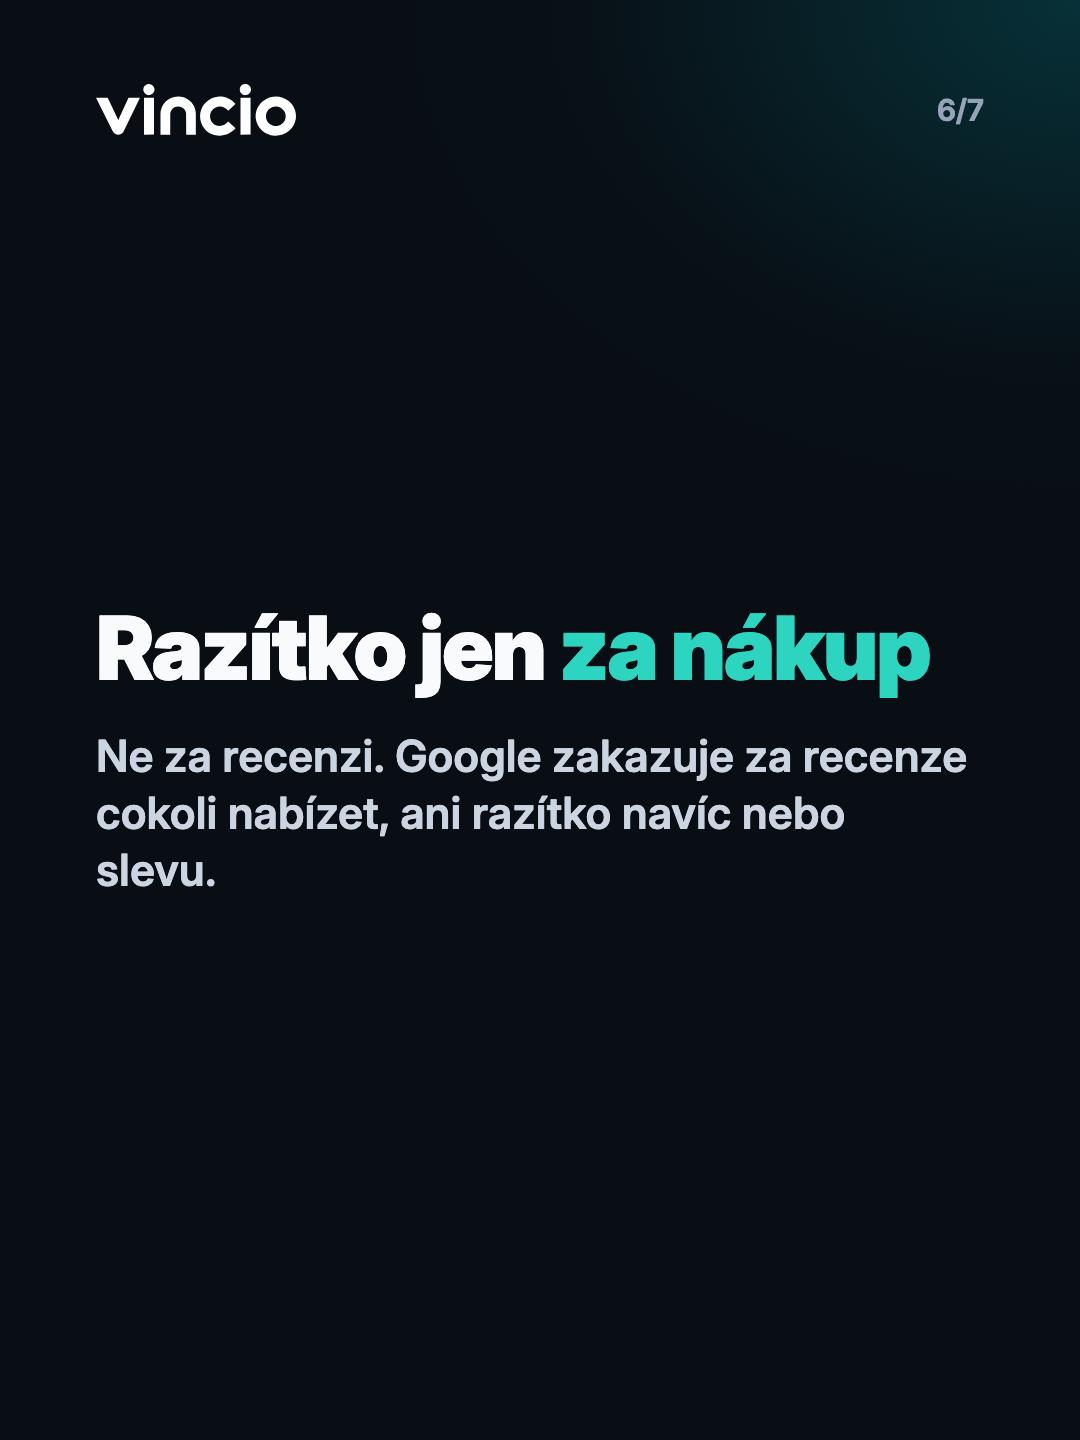 vincio
6/7
Razítko jen za nákup
Ne za recenzi. Google zakazuje za recenze
cokoli nabízet, ani razítko navíc nebo
slevu.